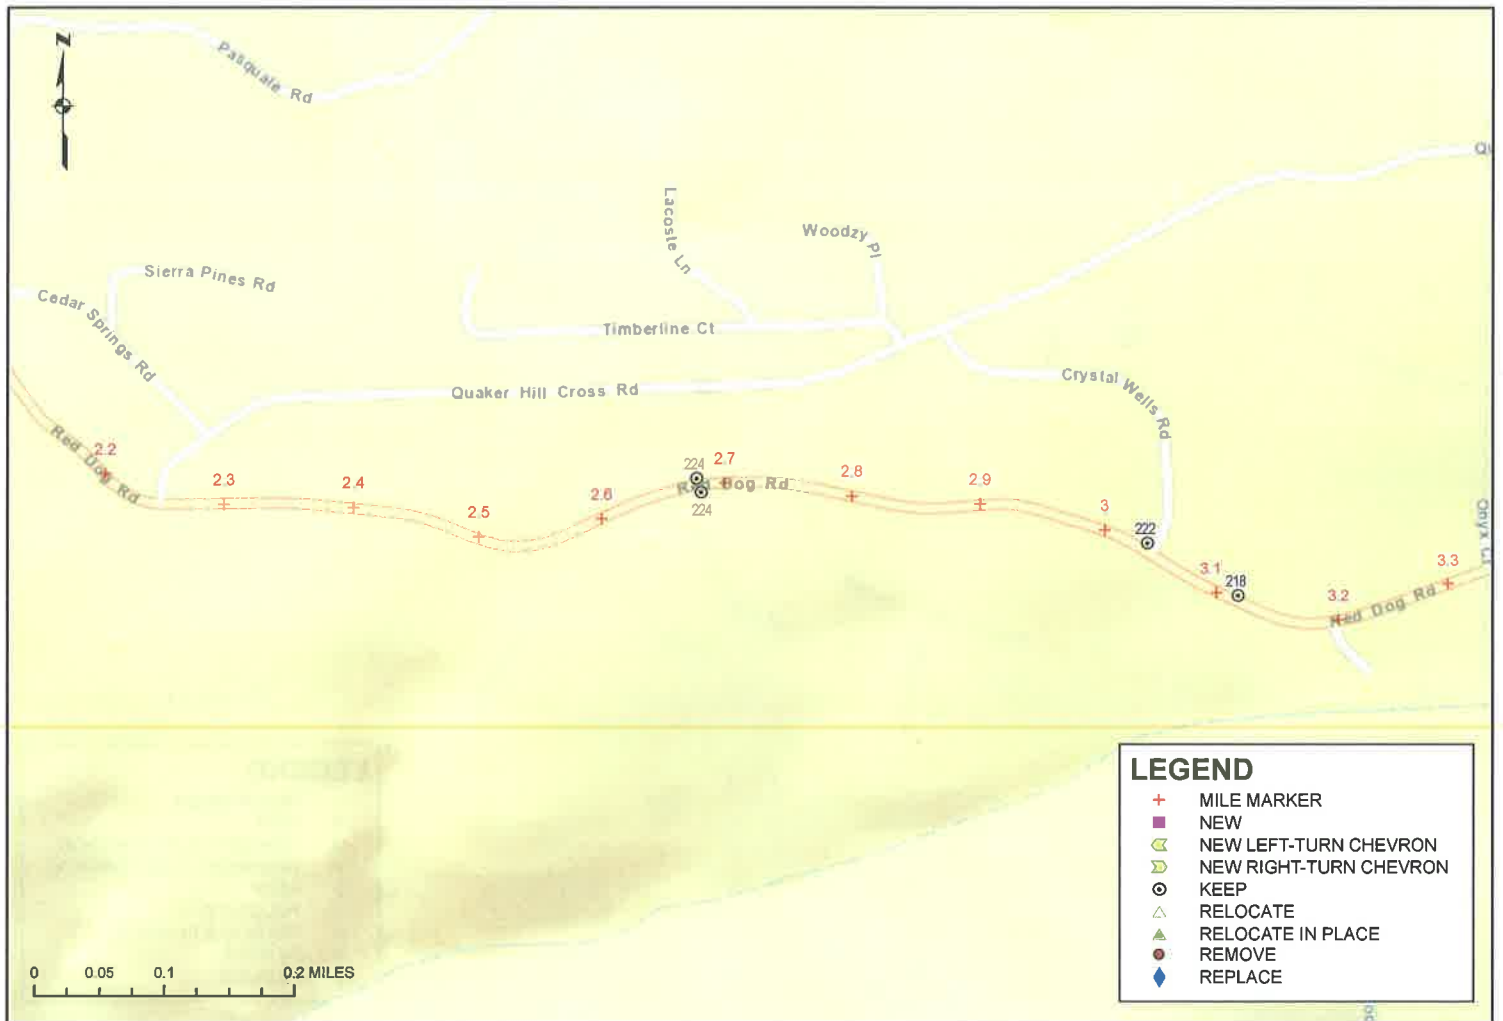 N
Pasquale Rd
Qu
Lacoste Ln
Woodzy Pl
Sierra Pines Rd
Cedar Springs Rd
Timberline Ct
Quaker Hill Cross Rd
Crystal Wells Rd
Red Dog Rd
2.2
2.3
2.4
2.5
2.6
224
2.7
Red Dog Rd
224
2.8
2.9
3
222
3.1
218
3.2
Red Dog Rd
3.3
Onyx Ct
LEGEND
MILE MARKER
NEW
NEW LEFT-TURN CHEVRON
NEW RIGHT-TURN CHEVRON
KEEP
RELOCATE
RELOCATE IN PLACE
REMOVE
REPLACE
0 0.05 0.1 0.2 MILES